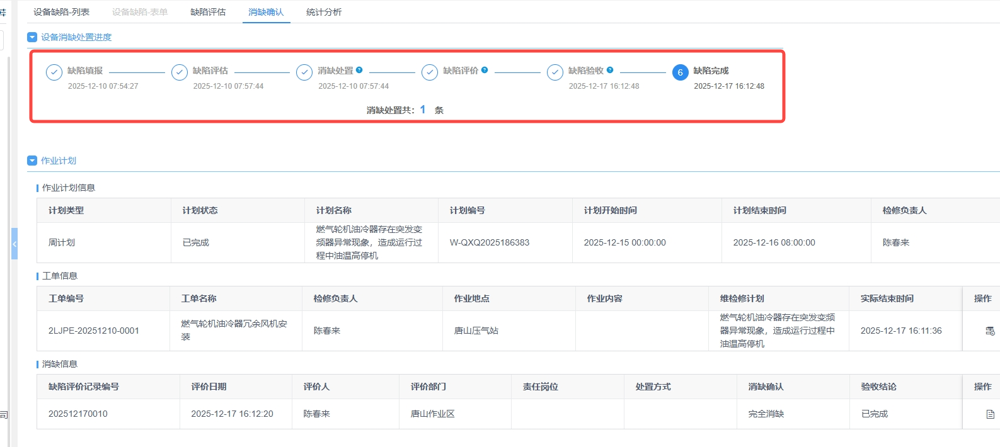 设备缺陷-列表 设备缺陷-表单 缺陷评估 消缺确认 统计分析
设备消缺处置进度
缺陷填报 缺陷评估 消缺处置 ? 缺陷评价 ? 缺陷验收 ? 6 缺陷完成
2025-12-10 07:54:27 2025-12-10 07:57:44 2025-12-10 07:57:44 2025-12-17 16:12:48 2025-12-17 16:12:48
消缺处置共: 1 条
作业计划
作业计划信息
计划类型 计划状态 计划名称 计划编号 计划开始时间 计划结束时间 检修负责人
燃气轮机油冷器存在突发变
周计划 已完成 频器异常现象，造成运行过 W-QXQ2025186383 2025-12-15 00:00:00 2025-12-16 08:00:00 陈春来
程中油温高停机
工单信息
工单编号 工单名称 检修负责人 作业地点 作业内容 维检修计划 实际结束时间 操作
燃气轮机油冷器冗余风机安 燃气轮机油冷器存在突发变频
2LJPE-20251210-0001 陈春来 唐山压气站 器异常现象，造成运行过程中 2025-12-17 16:11:36
装 油温高停机
消缺信息
缺陷评价记录编号 评价日期 评价人 评价部门 责任岗位 处置方式 消缺确认 验收结论 操作
司 202512170010 2025-12-17 16:12:20 陈春来 唐山作业区 完全消缺 已完成